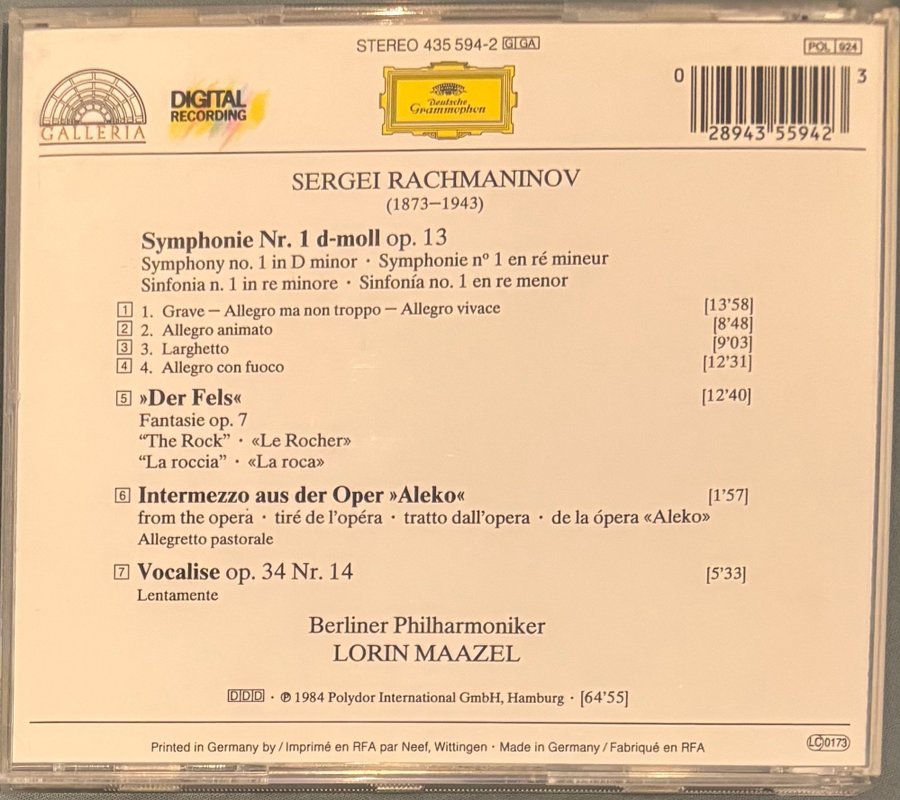 STEREO 435 594-2 GGA
POL 924
GALLERIA
DIGITAL
RECORDING
Deutsche
Grammophon
0 28943 55942 3
SERGEI RACHMANINOV
(1873–1943)
Symphonie Nr. 1 d-moll op. 13
Symphony no. 1 in D minor · Symphonie nº 1 en ré mineur
Sinfonia n. 1 in re minore · Sinfonía no. 1 en re menor
1 1. Grave – Allegro ma non troppo – Allegro vivace [13'58]
2 2. Allegro animato [8'48]
3 3. Larghetto [9'03]
4 4. Allegro con fuoco [12'31]
5 »Der Fels« [12'40]
Fantasie op. 7
“The Rock” · «Le Rocher»
“La roccia” · «La roca»
6 Intermezzo aus der Oper »Aleko« [1'57]
from the opera · tiré de l'opéra · tratto dall'opera · de la ópera «Aleko»
Allegretto pastorale
7 Vocalise op. 34 Nr. 14 [5'33]
Lentamente
Berliner Philharmoniker
LORIN MAAZEL
DDD · ℗ 1984 Polydor International GmbH, Hamburg · [64'55]
Printed in Germany by / Imprimé en RFA par Neef, Wittingen · Made in Germany / Fabriqué en RFA
LC 0173